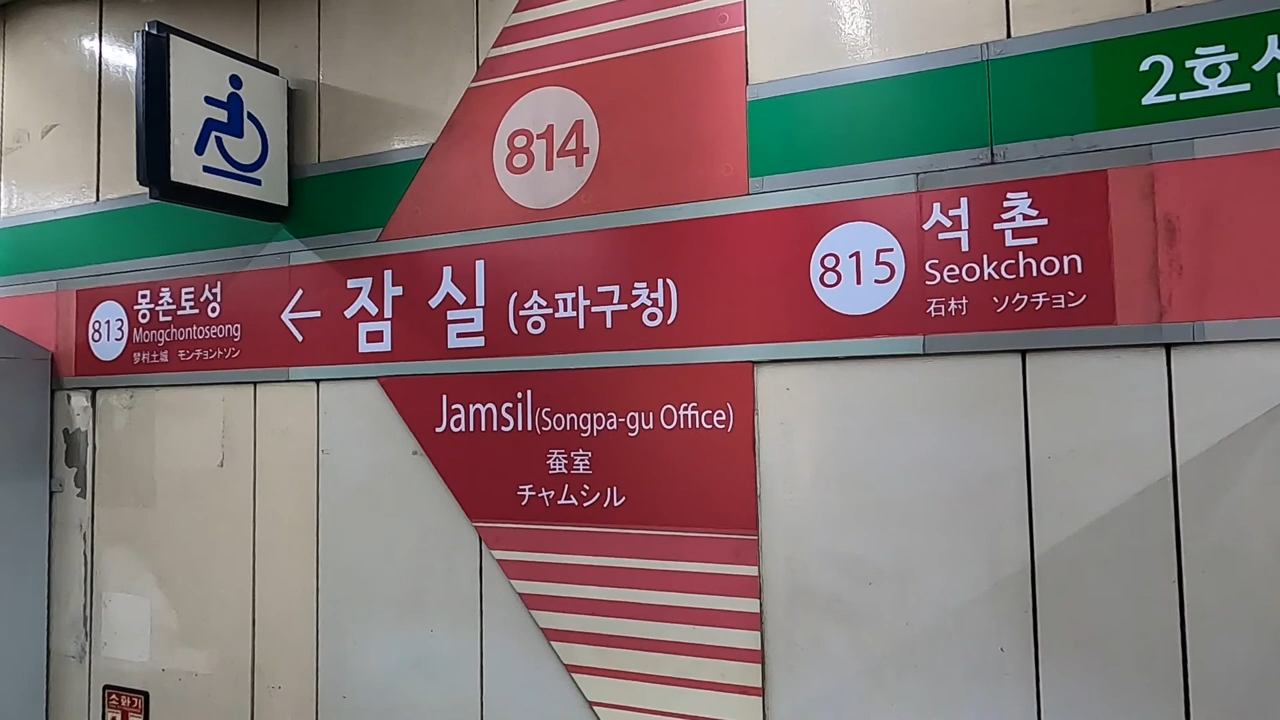 814
2호선
813
몽촌토성
Mongchontoseong
梦村土城 モンチョントソン
잠실 (송파구청)
815
석촌
Seokchon
石村 ソクチョン
Jamsil(Songpa-gu Office)
蚕室
チャムシル
소화기